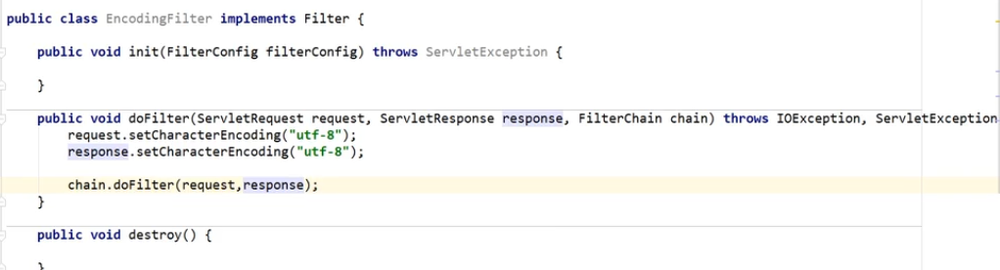 public class EncodingFilter implements Filter {
public void init(FilterConfig filterConfig) throws ServletException {
}
public void doFilter(ServletRequest request, ServletResponse response, FilterChain chain) throws IOException, ServletException
request.setCharacterEncoding("utf-8");
response.setCharacterEncoding("utf-8");
chain.doFilter(request,response);
}
public void destroy() {
}